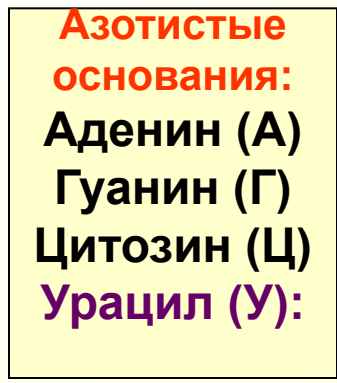 Азотистые
основания:
Аденин (А)
Гуанин (Г)
Цитозин (Ц)
Урацил (У):